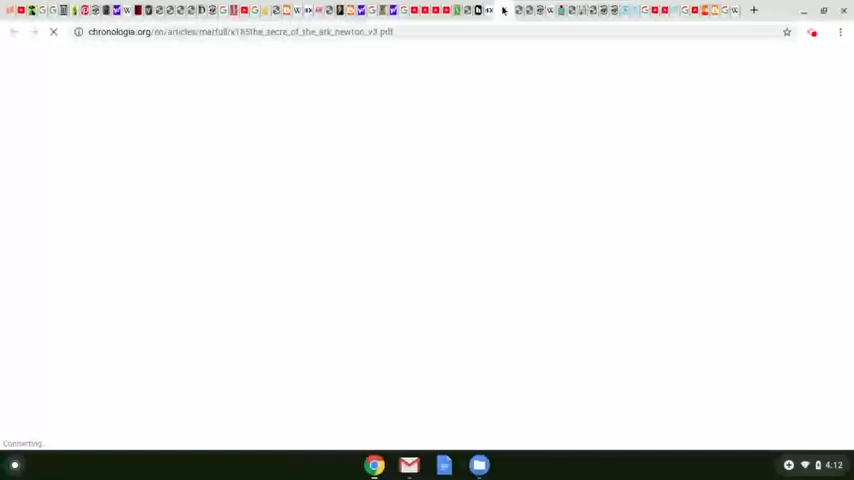 chronologia.org/en/articles/marfull/x185the_secre_of_the_ark_newton_v3.pdf
Connecting...
4:12